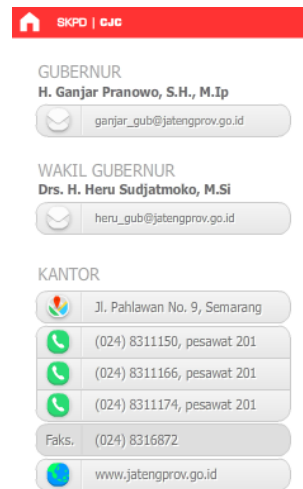 SKPD | CJC
GUBERNUR
H. Ganjar Pranowo, S.H., M.Ip
ganjar_gub@jatengprov.go.id
WAKIL GUBERNUR
Drs. H. Heru Sudjatmoko, M.Si
heru_gub@jatengprov.go.id
KANTOR
Jl. Pahlawan No. 9, Semarang
(024) 8311150, pesawat 201
(024) 8311166, pesawat 201
(024) 8311174, pesawat 201
Faks. (024) 8316872
www.jatengprov.go.id